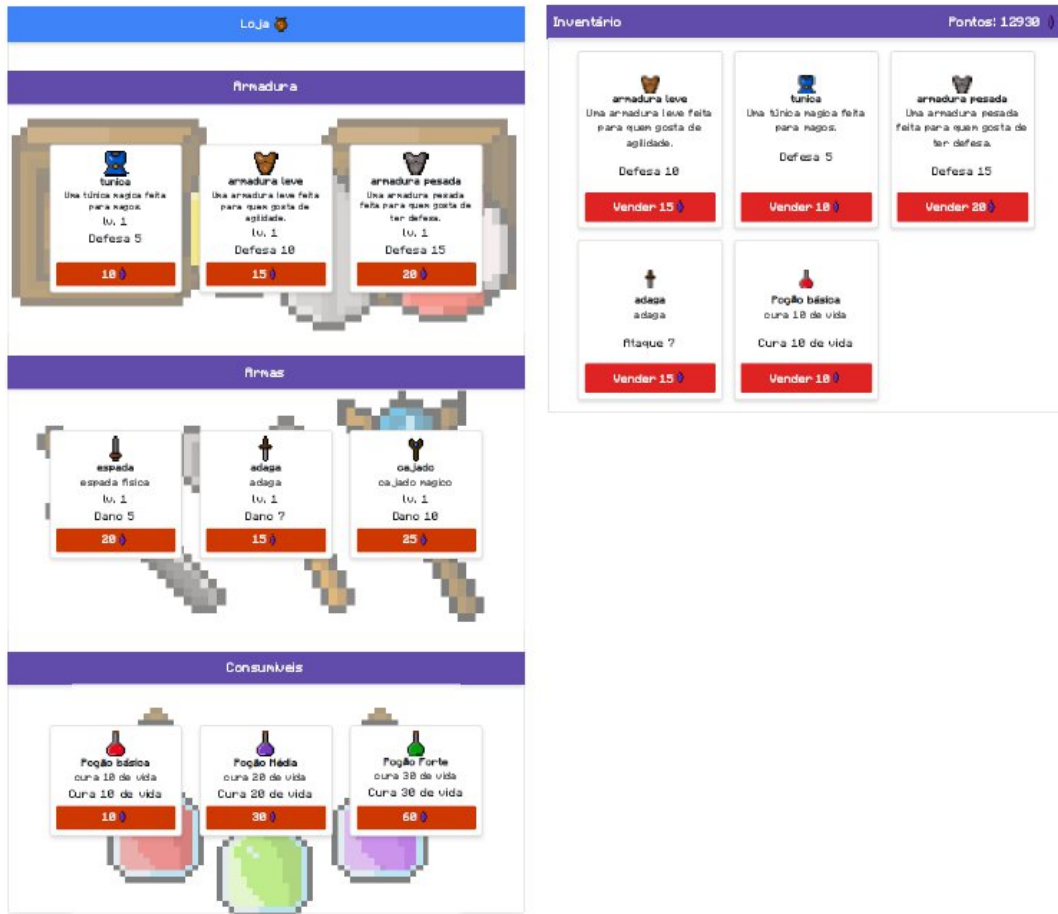 Loja
Armadura
tunica
Uma túnica magica feita
para magos.
lv. 1
Defesa 5
10
armadura leve
Uma armadura leve feita
para quem gosta de
agilidade.
lv. 1
Defesa 10
15
armadura pesada
Uma armadura pesada
feita para quem gosta de
ter defesa.
lv. 1
Defesa 15
20
Armas
espada
espada física
lv. 1
Dano 5
20
adaga
adaga
lv. 1
Dano 7
15
cajado
cajado magico
lv. 1
Dano 10
25
Consumíveis
Poção básica
cura 10 de vida
Cura 10 de vida
10
Poção Média
cura 20 de vida
Cura 20 de vida
30
Poção Forte
cura 30 de vida
Cura 30 de vida
60
Inventário
Pontos: 12930
armadura leve
Uma armadura leve feita
para quem gosta de
agilidade.
Defesa 10
Vender 15
tunica
Uma túnica magica feita
para magos.
Defesa 5
Vender 10
armadura pesada
Uma armadura pesada
feita para quem gosta de
ter defesa.
Defesa 15
Vender 20
adaga
adaga
Ataque 7
Vender 15
Poção básica
cura 10 de vida
Cura 10 de vida
Vender 10